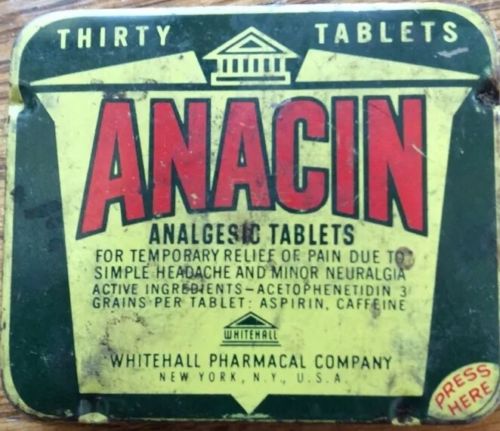 THIRTY TABLETS
ANACIN
ANALGESIC TABLETS
FOR TEMPORARY RELIEF OF PAIN DUE TO
SIMPLE HEADACHE AND MINOR NEURALGIA
ACTIVE INGREDIENTS—ACETOPHENETIDIN 3
GRAINS PER TABLET: ASPIRIN, CAFFEINE
WHITEHALL
WHITEHALL PHARMACAL COMPANY
NEW YORK, N.Y., U.S.A.
PRESS
HERE